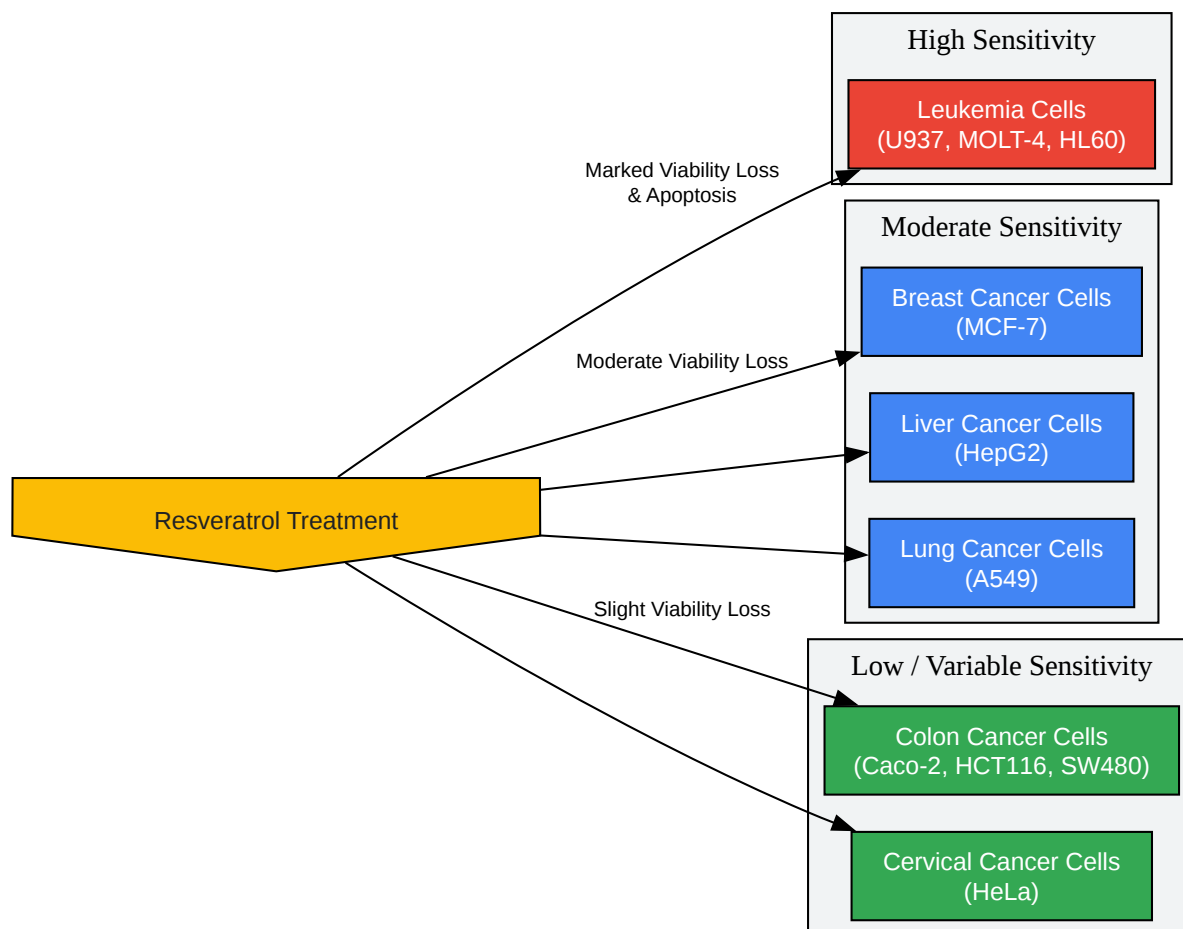 High Sensitivity
Leukemia Cells
(U937, MOLT-4, HL60)
Marked Viability Loss
& Apoptosis
Moderate Sensitivity
Breast Cancer Cells
(MCF-7)
Moderate Viability Loss
Liver Cancer Cells
(HepG2)
Resveratrol Treatment
Lung Cancer Cells
(A549)
Slight Viability Loss
Low / Variable Sensitivity
Colon Cancer Cells
(Caco-2, HCT116, SW480)
Cervical Cancer Cells
(HeLa)